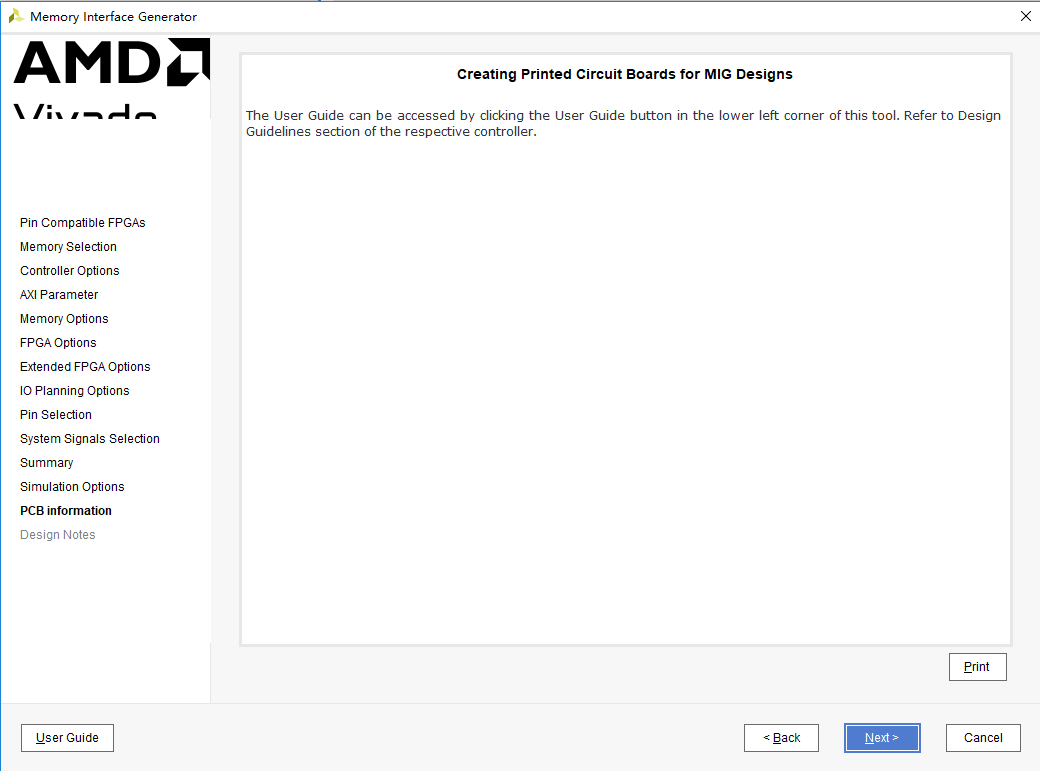 Memory Interface Generator
AMD
Vivado
Creating Printed Circuit Boards for MIG Designs
The User Guide can be accessed by clicking the User Guide button in the lower left corner of this tool. Refer to Design
Guidelines section of the respective controller.
Pin Compatible FPGAs
Memory Selection
Controller Options
AXI Parameter
Memory Options
FPGA Options
Extended FPGA Options
IO Planning Options
Pin Selection
System Signals Selection
Summary
Simulation Options
PCB information
Design Notes
Print
User Guide
< Back
Next >
Cancel